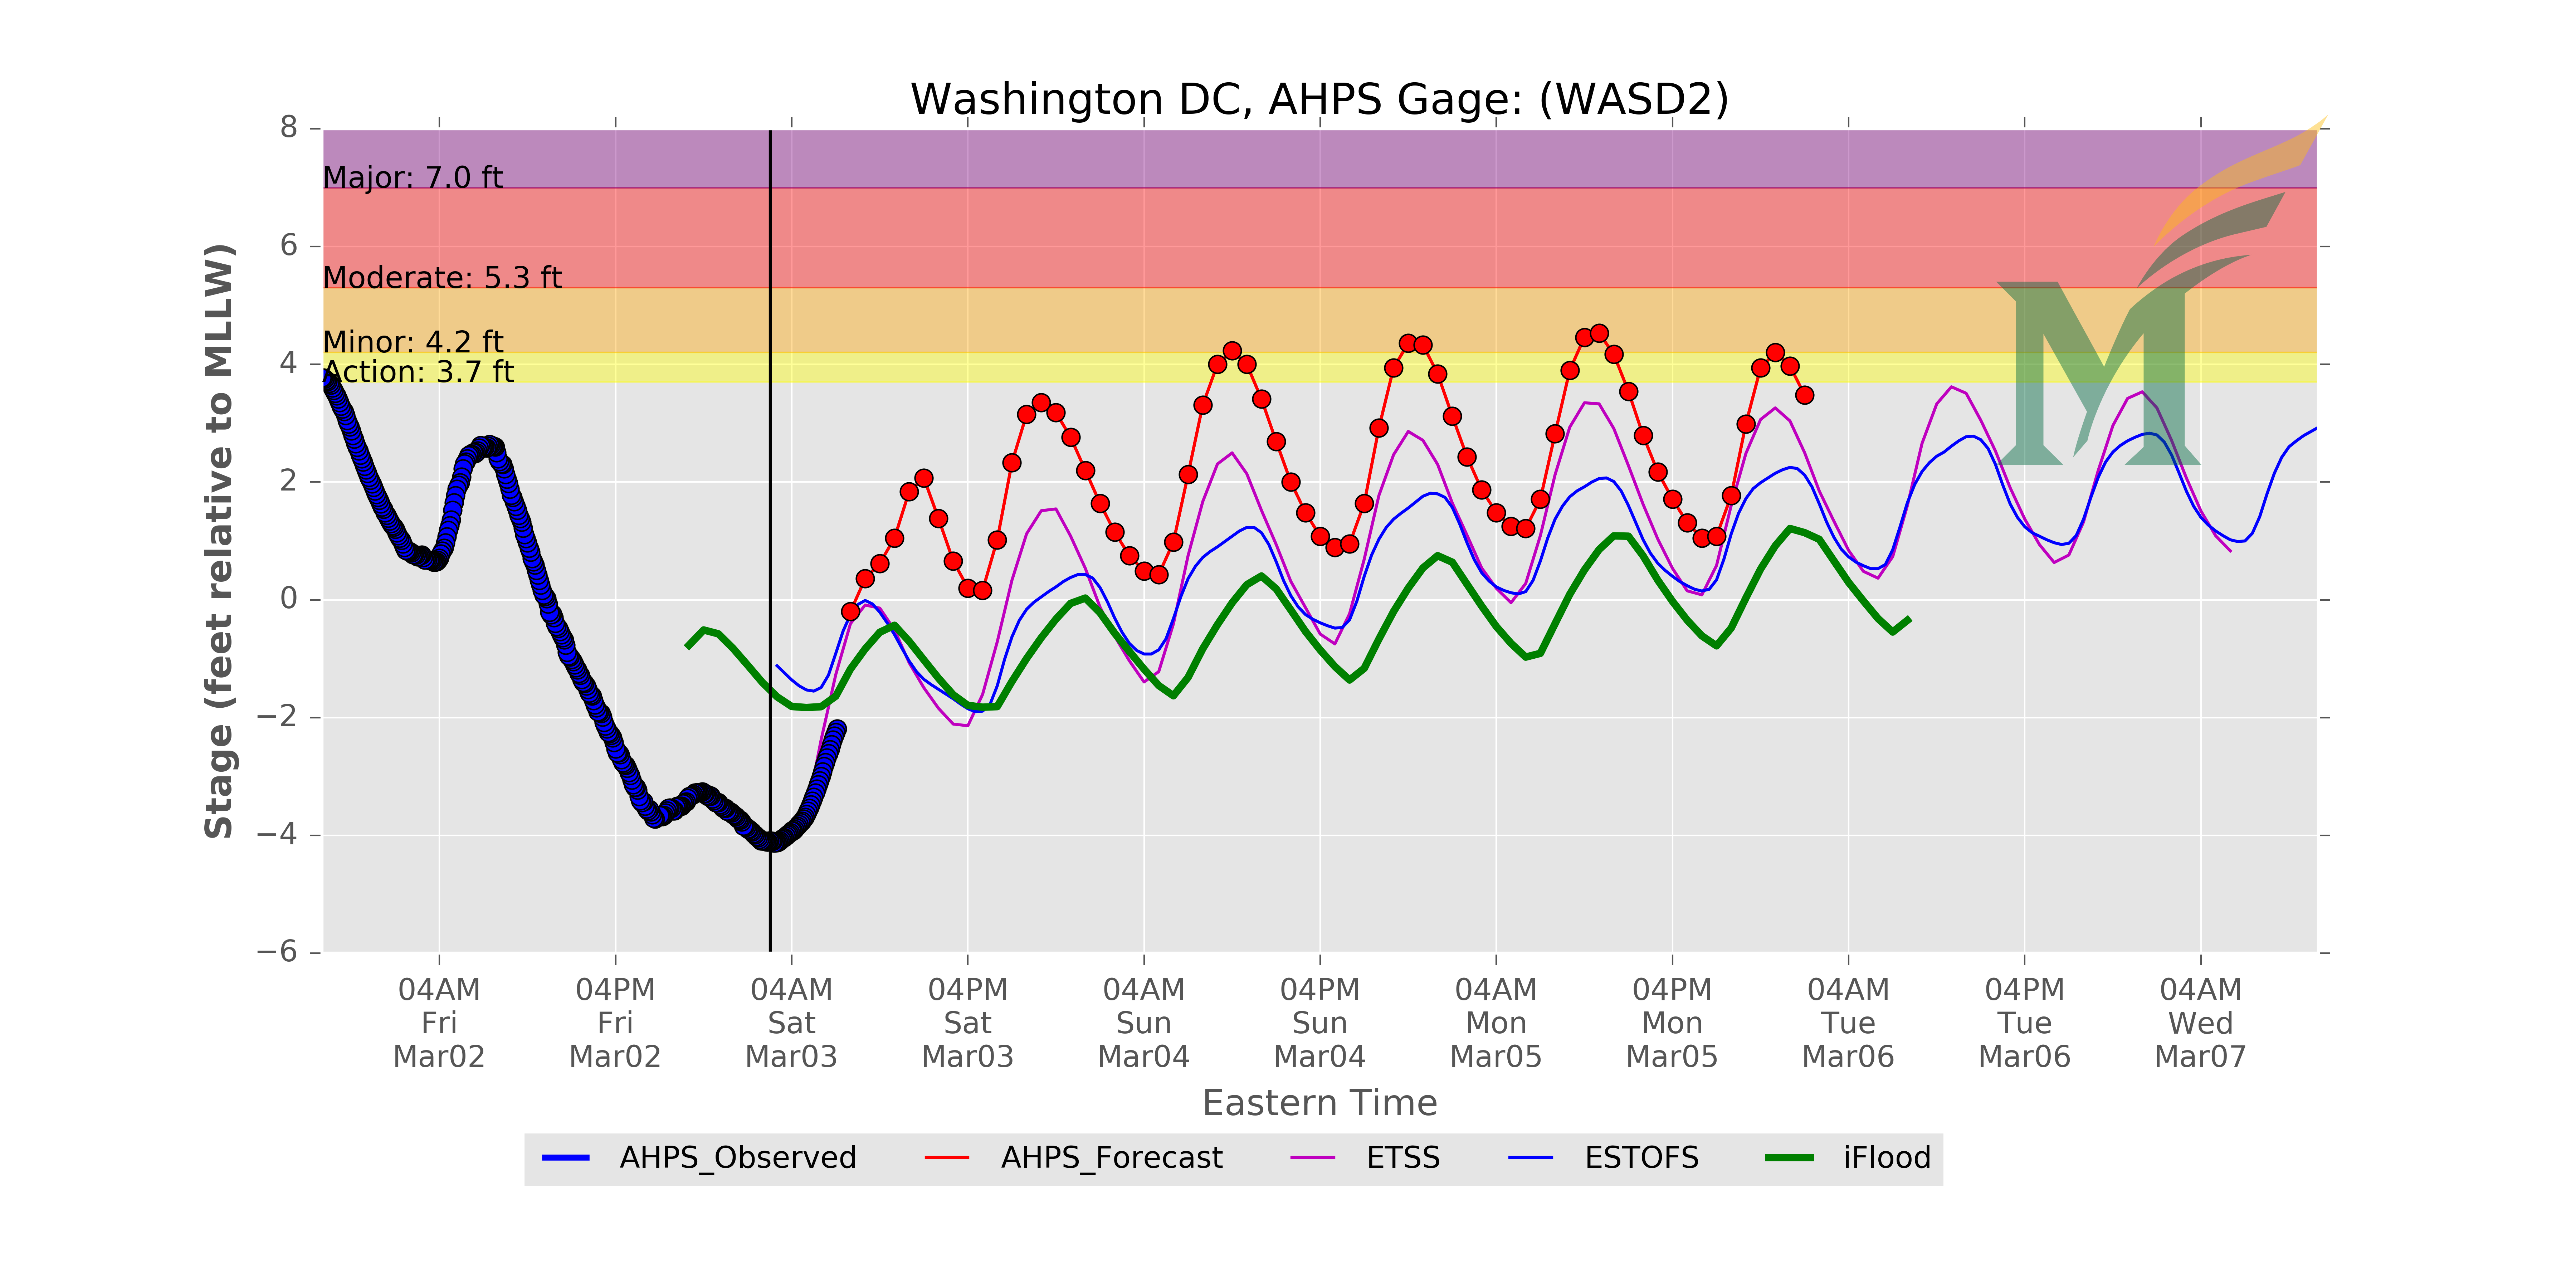 Washington DC, AHPS Gage: (WASD2)
8
6
4
2
0
−2
−4
−6
Stage (feet relative to MLLW)
Major: 7.0 ft
Moderate: 5.3 ft
Minor: 4.2 ft
Action: 3.7 ft
M
04AM 04PM 04AM 04PM 04AM 04PM 04AM 04PM 04AM 04PM 04AM
Fri Fri Sat Sat Sun Sun Mon Mon Tue Tue Wed
Mar02 Mar02 Mar03 Mar03 Mar04 Mar04 Mar05 Mar05 Mar06 Mar06 Mar07
Eastern Time
AHPS_Observed AHPS_Forecast ETSS ESTOFS iFlood